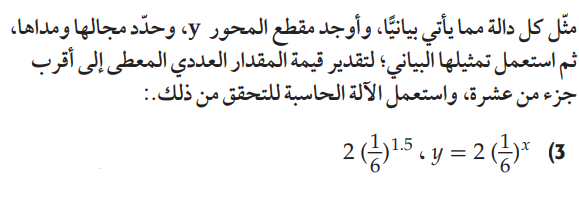 مثّل كل دالة مما يأتي بيانيًّا، وأوجد مقطع المحور y، وحدّد مجالها ومداها،
ثم استعمل تمثيلها البياني؛ لتقدير قيمة المقدار العددي المعطى إلى أقرب
جزء من عشرة، واستعمل الآلة الحاسبة للتحقق من ذلك.:
(3 y = 2 (1/6)^x ، 2 (1/6)^1.5